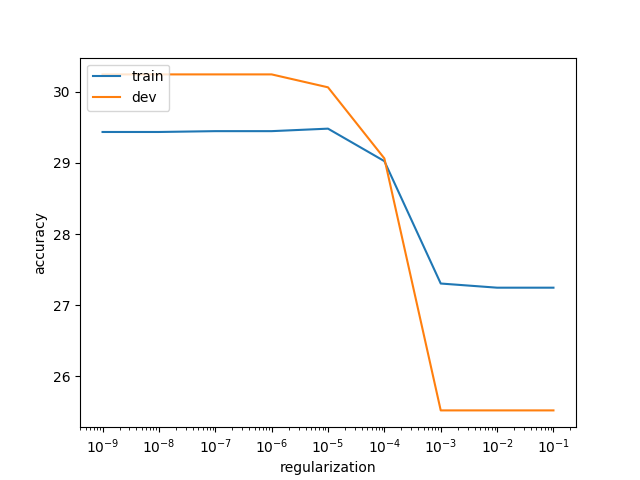 train
dev
30
29
28
27
26
accuracy
10⁻⁹ 10⁻⁸ 10⁻⁷ 10⁻⁶ 10⁻⁵ 10⁻⁴ 10⁻³ 10⁻² 10⁻¹
regularization